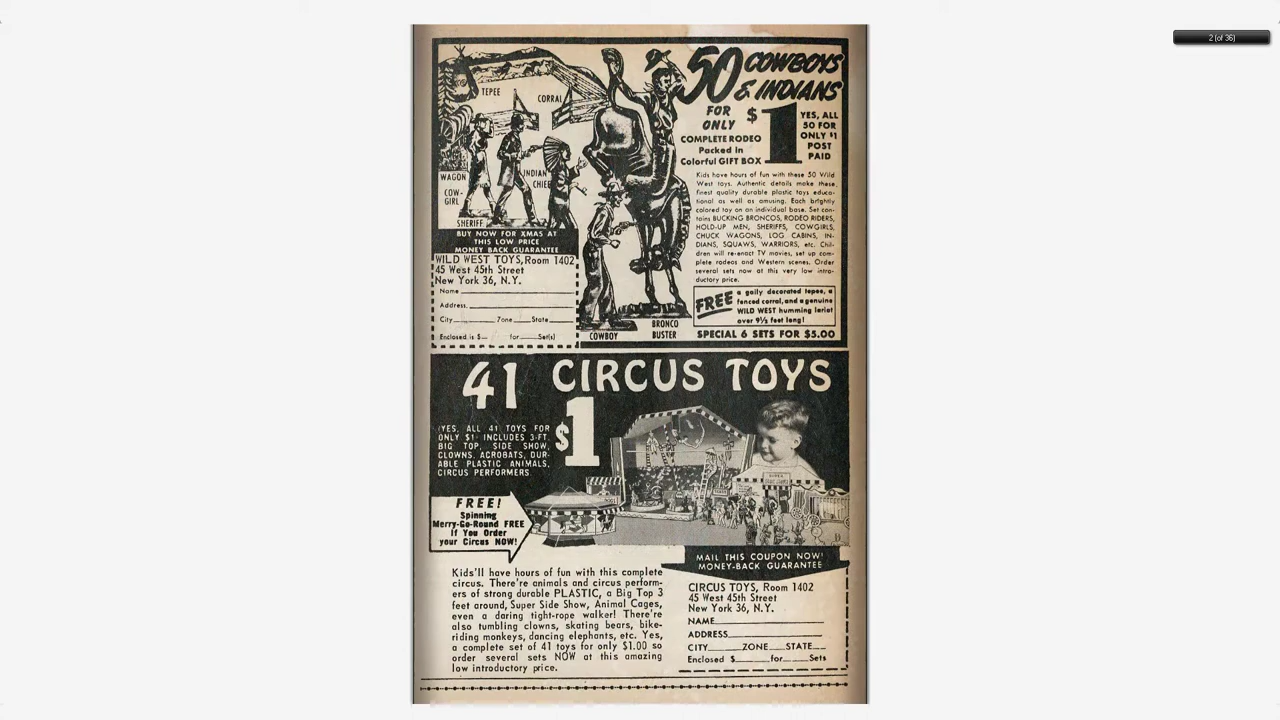 2 (of 36)
50 COWBOYS
& INDIANS
FOR
ONLY
$1
YES, ALL
50 FOR
ONLY $1
POST
PAID
COMPLETE RODEO
Packed in
Colorful GIFT BOX
TEPEE
CORRAL
WAGON
COW-
GIRL
INDIAN
CHIEF
SHERIFF
BUY NOW FOR XMAS AT
THIS LOW PRICE
MONEY BACK GUARANTEE
WILD WEST TOYS, Room 1402
45 West 45th Street
New York 36, N.Y.
Name
Address
City Zone State
Enclosed is $ for Set(s)
COWBOY
BRONCO
BUSTER
Kids have hours of fun with these 50 Wild
West toys. Authentic details make these
finest quality durable plastic toys educa-
tional as well as amusing. Each brightly
colored toy on an individual base. Set con-
tains BUCKING BRONCOS, RODEO RIDERS,
HOLD-UP MEN, SHERIFFS, COWGIRLS,
CHUCK WAGONS, LOG CABINS, IN-
DIANS, SQUAWS, WARRIORS, etc. Chil-
dren will re-enact TV movies, set up com-
plete rodeos and Western scenes. Order
several sets now at this very low intro-
ductory price.
FREE
a gaily decorated tepee, a
fenced corral, and a genuine
WILD WEST humming lariat
over 9½ feet long!
SPECIAL 6 SETS FOR $5.00
41 CIRCUS TOYS
$1
(YES, ALL 41 TOYS FOR
ONLY $1. INCLUDES 3-FT.
BIG TOP, SIDE SHOW,
CLOWNS, ACROBATS, DUR-
ABLE PLASTIC ANIMALS,
CIRCUS PERFORMERS.
FREE!
Spinning
Merry-Go-Round FREE
If You Order
your Circus NOW!
Kids'll have hours of fun with this complete
circus. There're animals and circus perform-
ers of strong durable PLASTIC, a Big Top 3
feet around, Super Side Show, Animal Cages,
even a daring tight-rope walker! There're
also tumbling clowns, skating bears, bike-
riding monkeys, dancing elephants, etc. Yes,
a complete set of 41 toys for only $1.00 so
order several sets NOW at this amazing
low introductory price.
MAIL THIS COUPON NOW!
MONEY-BACK GUARANTEE
CIRCUS TOYS, Room 1402
45 West 45th Street
New York 36, N.Y.
NAME
ADDRESS
CITY ZONE STATE
Enclosed $ for Sets